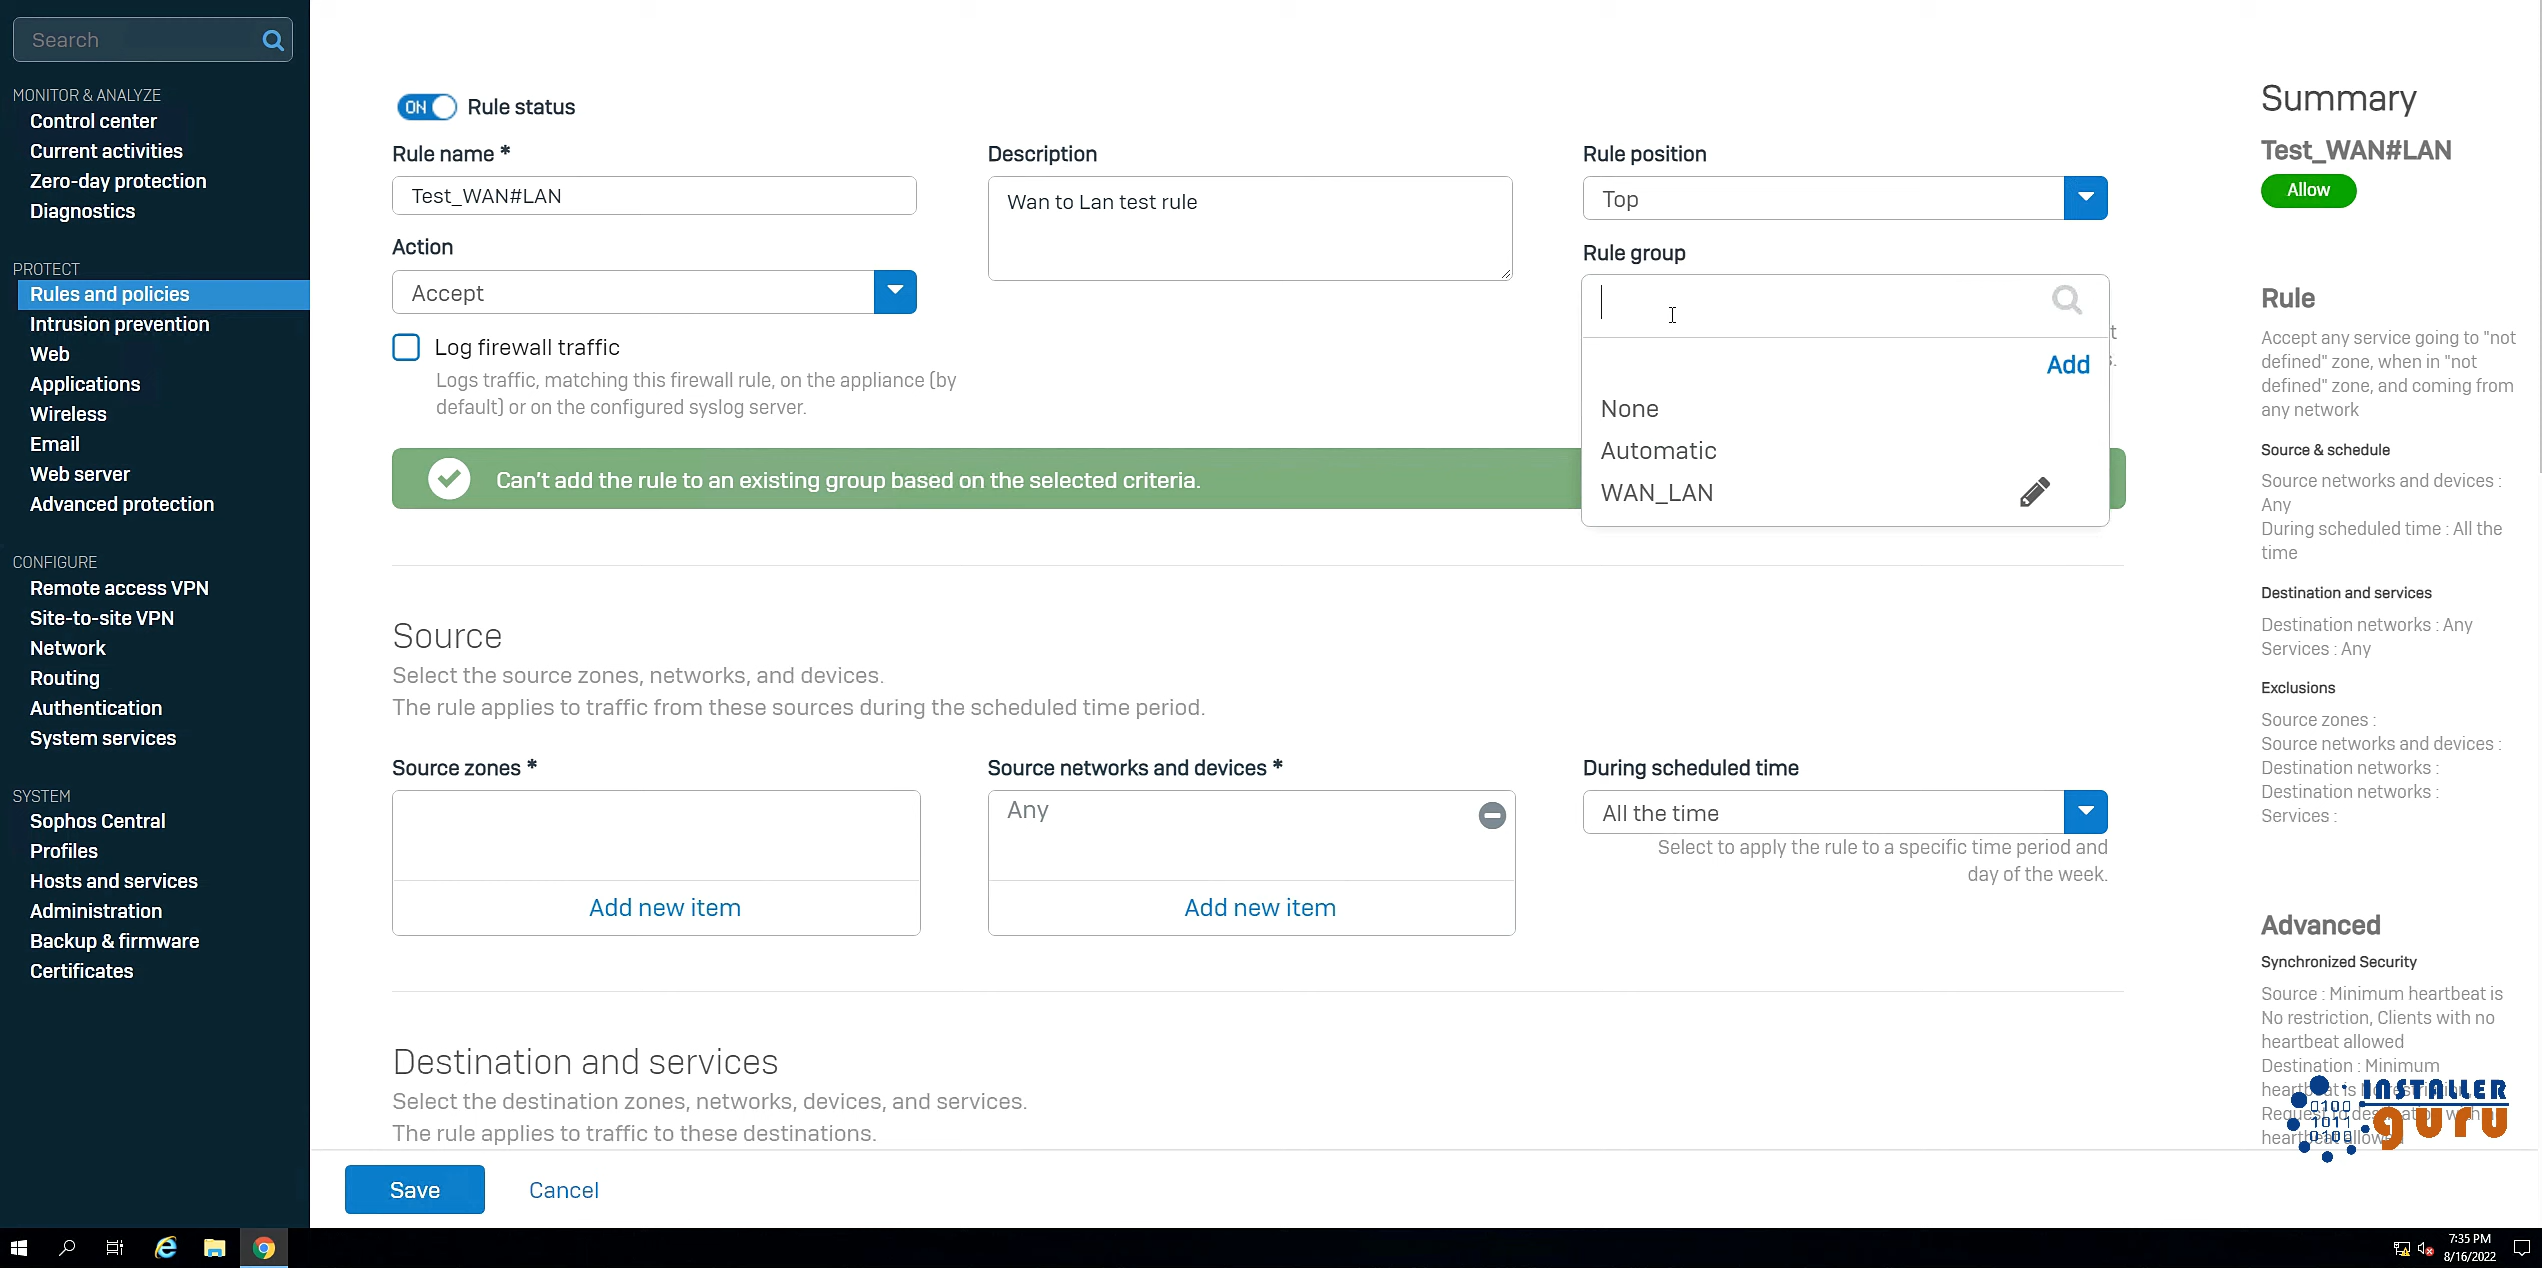 Search
MONITOR & ANALYZE
Control center
Current activities
Zero-day protection
Diagnostics
PROTECT
Rules and policies
Intrusion prevention
Web
Applications
Wireless
Email
Web server
Advanced protection
CONFIGURE
Remote access VPN
Site-to-site VPN
Network
Routing
Authentication
System services
SYSTEM
Sophos Central
Profiles
Hosts and services
Administration
Backup & firmware
Certificates
ON Rule status
Rule name *
Test_WAN#LAN
Action
Accept
Log firewall traffic
Logs traffic, matching this firewall rule, on the appliance (by
default) or on the configured syslog server.
Description
Wan to Lan test rule
Rule position
Top
Rule group
Add
None
Automatic
WAN_LAN
Can't add the rule to an existing group based on the selected criteria.
Source
Select the source zones, networks, and devices.
The rule applies to traffic from these sources during the scheduled time period.
Source zones *
Add new item
Source networks and devices *
Any
Add new item
During scheduled time
All the time
Select to apply the rule to a specific time period and
day of the week.
Destination and services
Select the destination zones, networks, devices, and services.
The rule applies to traffic to these destinations.
Save
Cancel
Summary
Test_WAN#LAN
Allow
Rule
Accept any service going to "not
defined" zone, when in "not
defined" zone, and coming from
any network
Source & schedule
Source networks and devices :
Any
During scheduled time : All the
time
Destination and services
Destination networks : Any
Services : Any
Exclusions
Source zones :
Source networks and devices :
Destination networks :
Destination networks :
Services :
Advanced
Synchronized Security
Source : Minimum heartbeat is
No restriction, Clients with no
heartbeat allowed
Destination : Minimum
INSTALLER
guru
0100
1011
0100
7:35 PM
8/16/2022